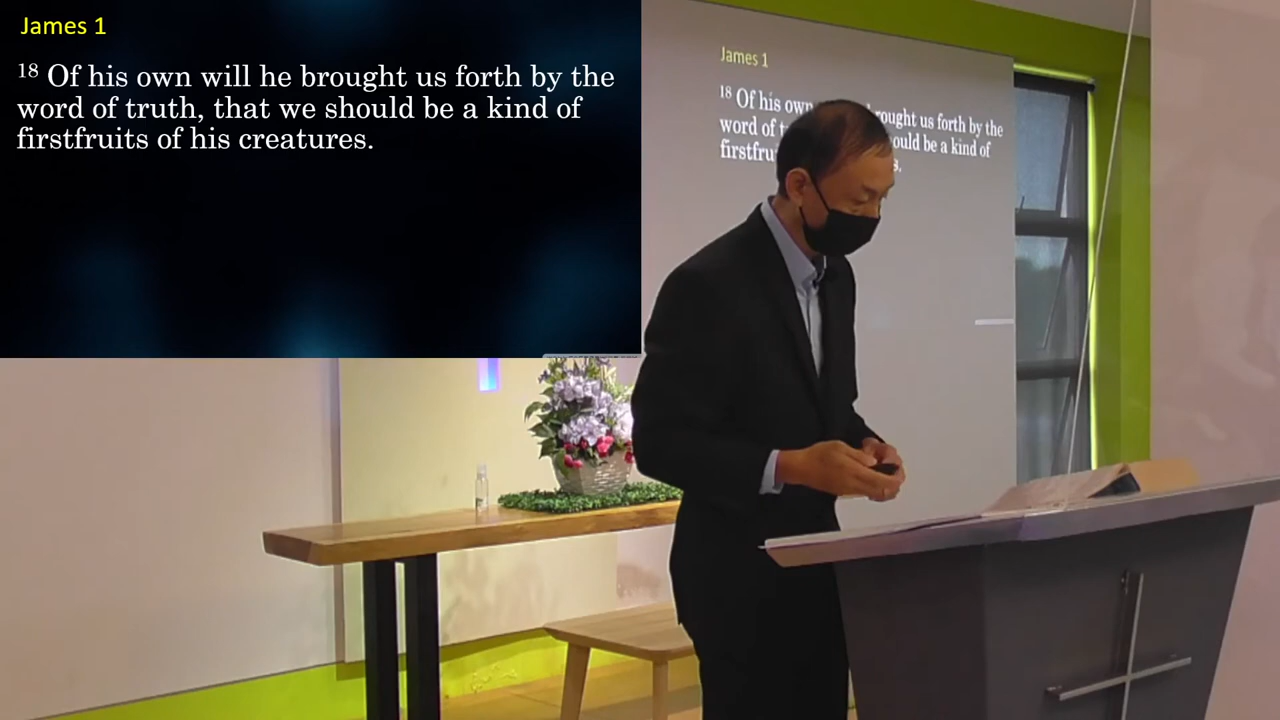 James 1
18 Of his own will he brought us forth by the
word of truth, that we should be a kind of
firstfruits of his creatures.
James 1
18 Of his own ought us forth by the
word of ould be a kind of
firstfru s.